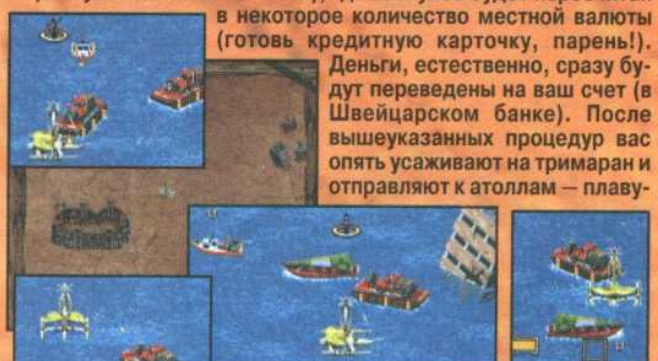 в некоторое количество местной валюты
(готовь кредитную карточку, парень!).
Деньги, естественно, сразу бу-
дут переведены на ваш счет (в
Швейцарском банке). После
вышеуказанных процедур вас
опять усаживают на тримаран и
отправляют к атоллам — плаву-